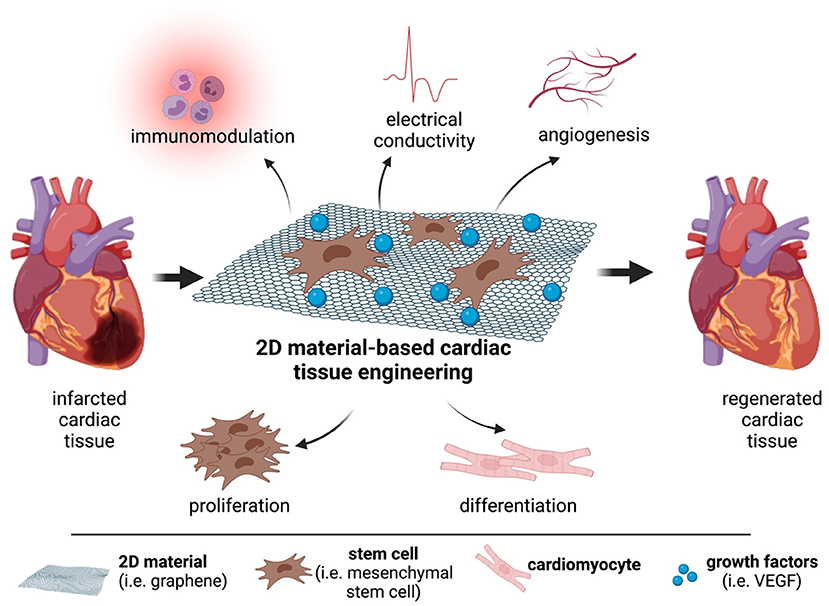 immunomodulation
electrical
conductivity
angiogenesis
2D material-based cardiac
tissue engineering
infarcted
cardiac
tissue
regenerated
cardiac
tissue
proliferation
differentiation
2D material
(i.e. graphene)
stem cell
(i.e. mesenchymal
stem cell)
cardiomyocyte
growth factors
(i.e. VEGF)